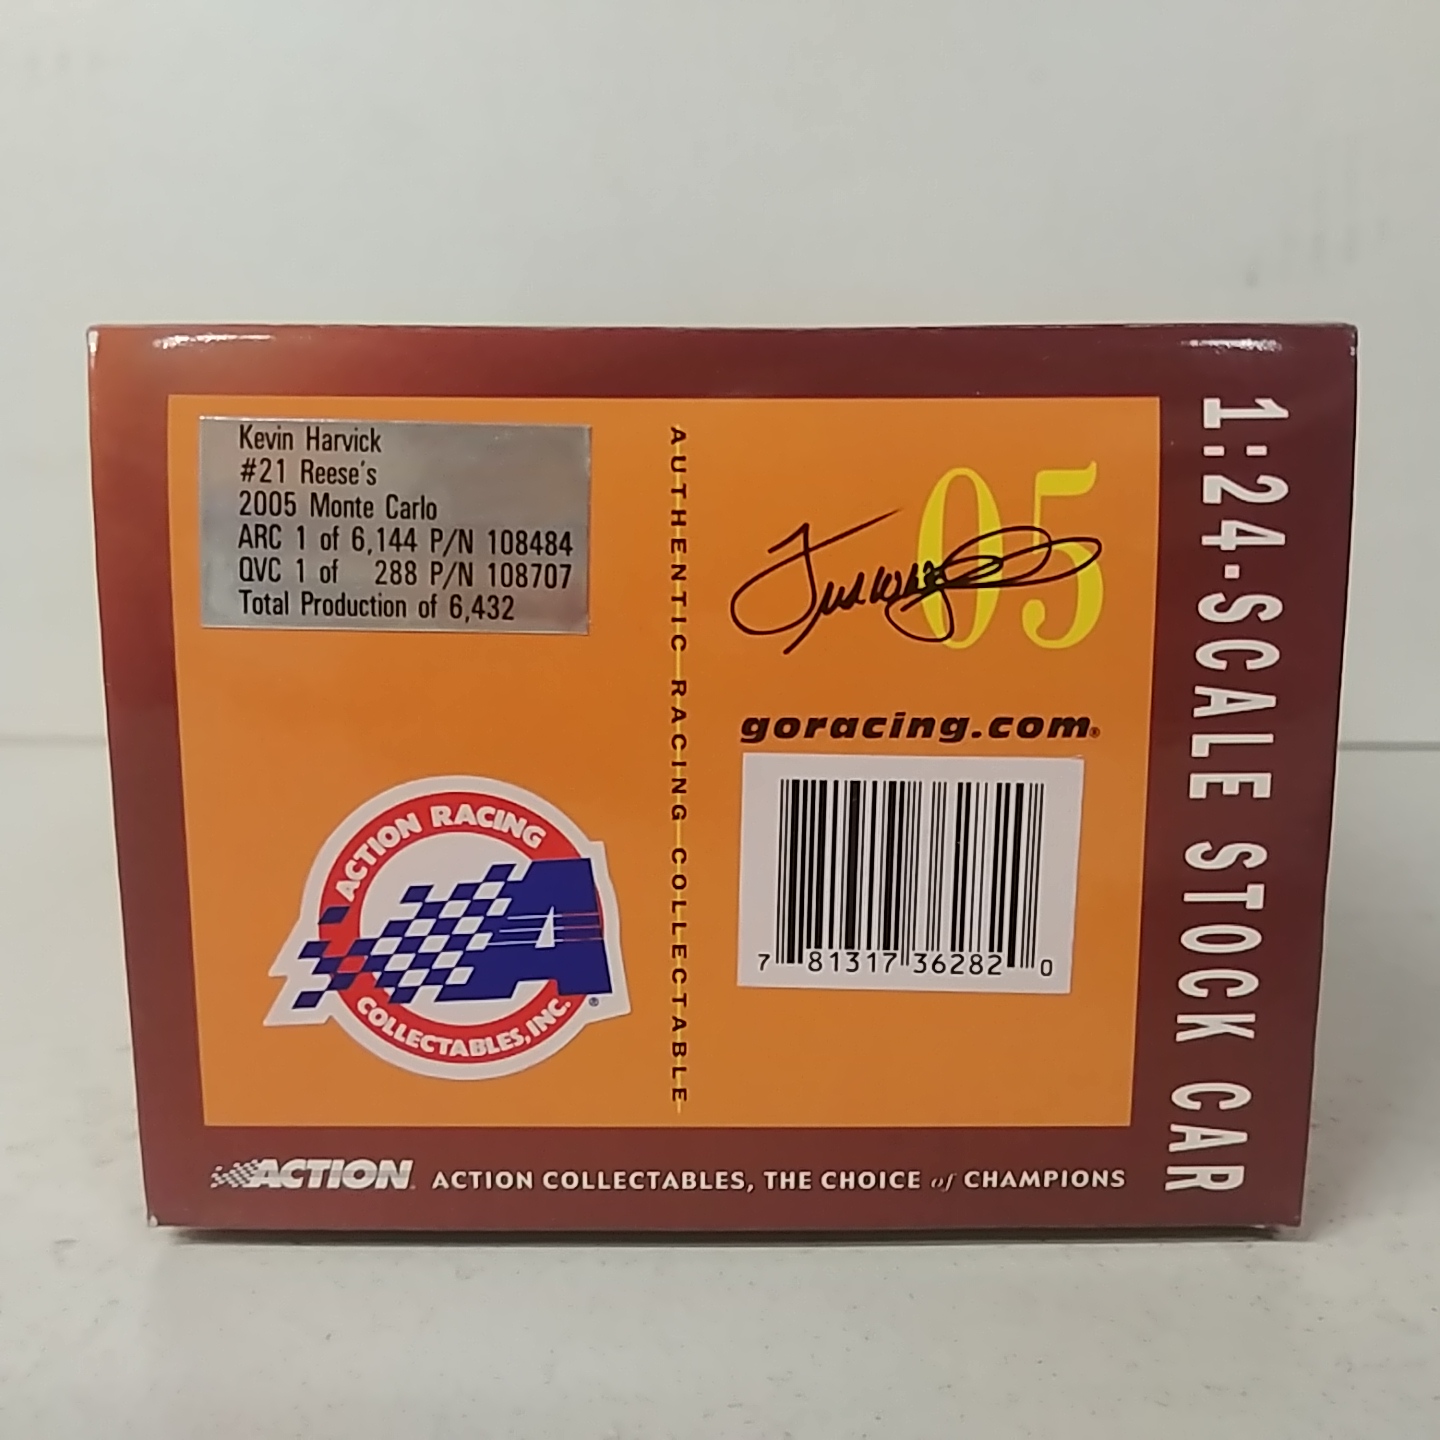 Kevin Harvick
#21 Reese's
2005 Monte Carlo
ARC 1 of 6,144 P/N 108484
QVC 1 of 288 P/N 108707
Total Production of 6,432
AUTHENTIC RACING COLLECTABLE
05
goracing.com®
7 81317 36282 0
ACTION RACING
COLLECTABLES, INC.
A®
1:24-SCALE STOCK CAR
ACTION
ACTION COLLECTABLES, THE CHOICE of CHAMPIONS